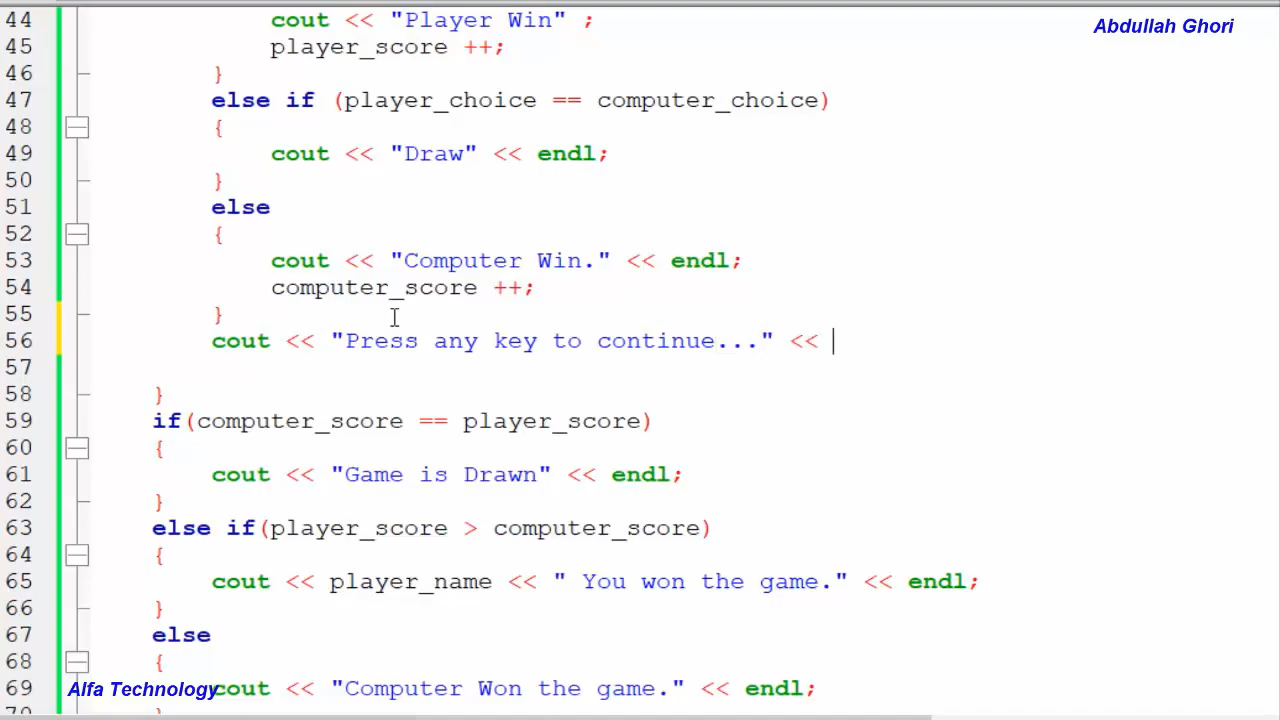 44 cout << "Player Win" ;
Abdullah Ghori
45 player_score ++;
46 }
47 else if (player_choice == computer_choice)
48 {
49 cout << "Draw" << endl;
50 }
51 else
52 {
53 cout << "Computer Win." << endl;
54 computer_score ++;
55 }
56 cout << "Press any key to continue..." <<
57
58 }
59 if(computer_score == player_score)
60 {
61 cout << "Game is Drawn" << endl;
62 }
63 else if(player_score > computer_score)
64 {
65 cout << player_name << " You won the game." << endl;
66 }
67 else
68 {
69 cout << "Computer Won the game." << endl;
Alfa Technology
70 }